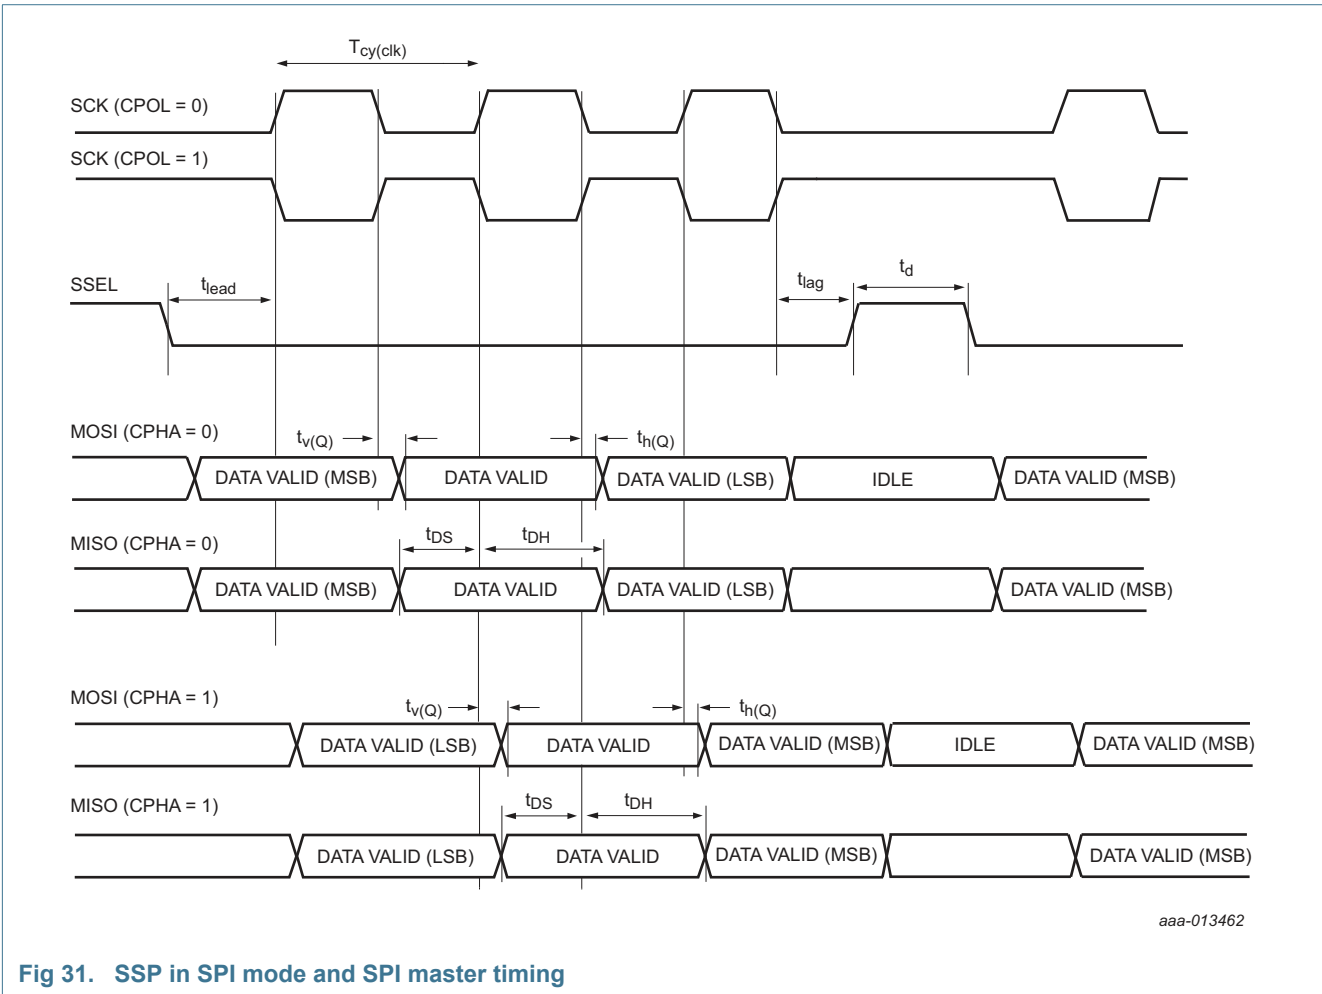 Tcy(clk)
SCK (CPOL = 0)
SCK (CPOL = 1)
SSEL
tlead
tlag
td
MOSI (CPHA = 0)
tv(Q)
th(Q)
DATA VALID (MSB) DATA VALID DATA VALID (LSB) IDLE DATA VALID (MSB)
MISO (CPHA = 0)
tDS
tDH
DATA VALID (MSB) DATA VALID DATA VALID (LSB) DATA VALID (MSB)
MOSI (CPHA = 1)
tv(Q)
th(Q)
DATA VALID (LSB) DATA VALID DATA VALID (MSB) IDLE DATA VALID (MSB)
MISO (CPHA = 1)
tDS
tDH
DATA VALID (LSB) DATA VALID DATA VALID (MSB) DATA VALID (MSB)
aaa-013462
Fig 31. SSP in SPI mode and SPI master timing